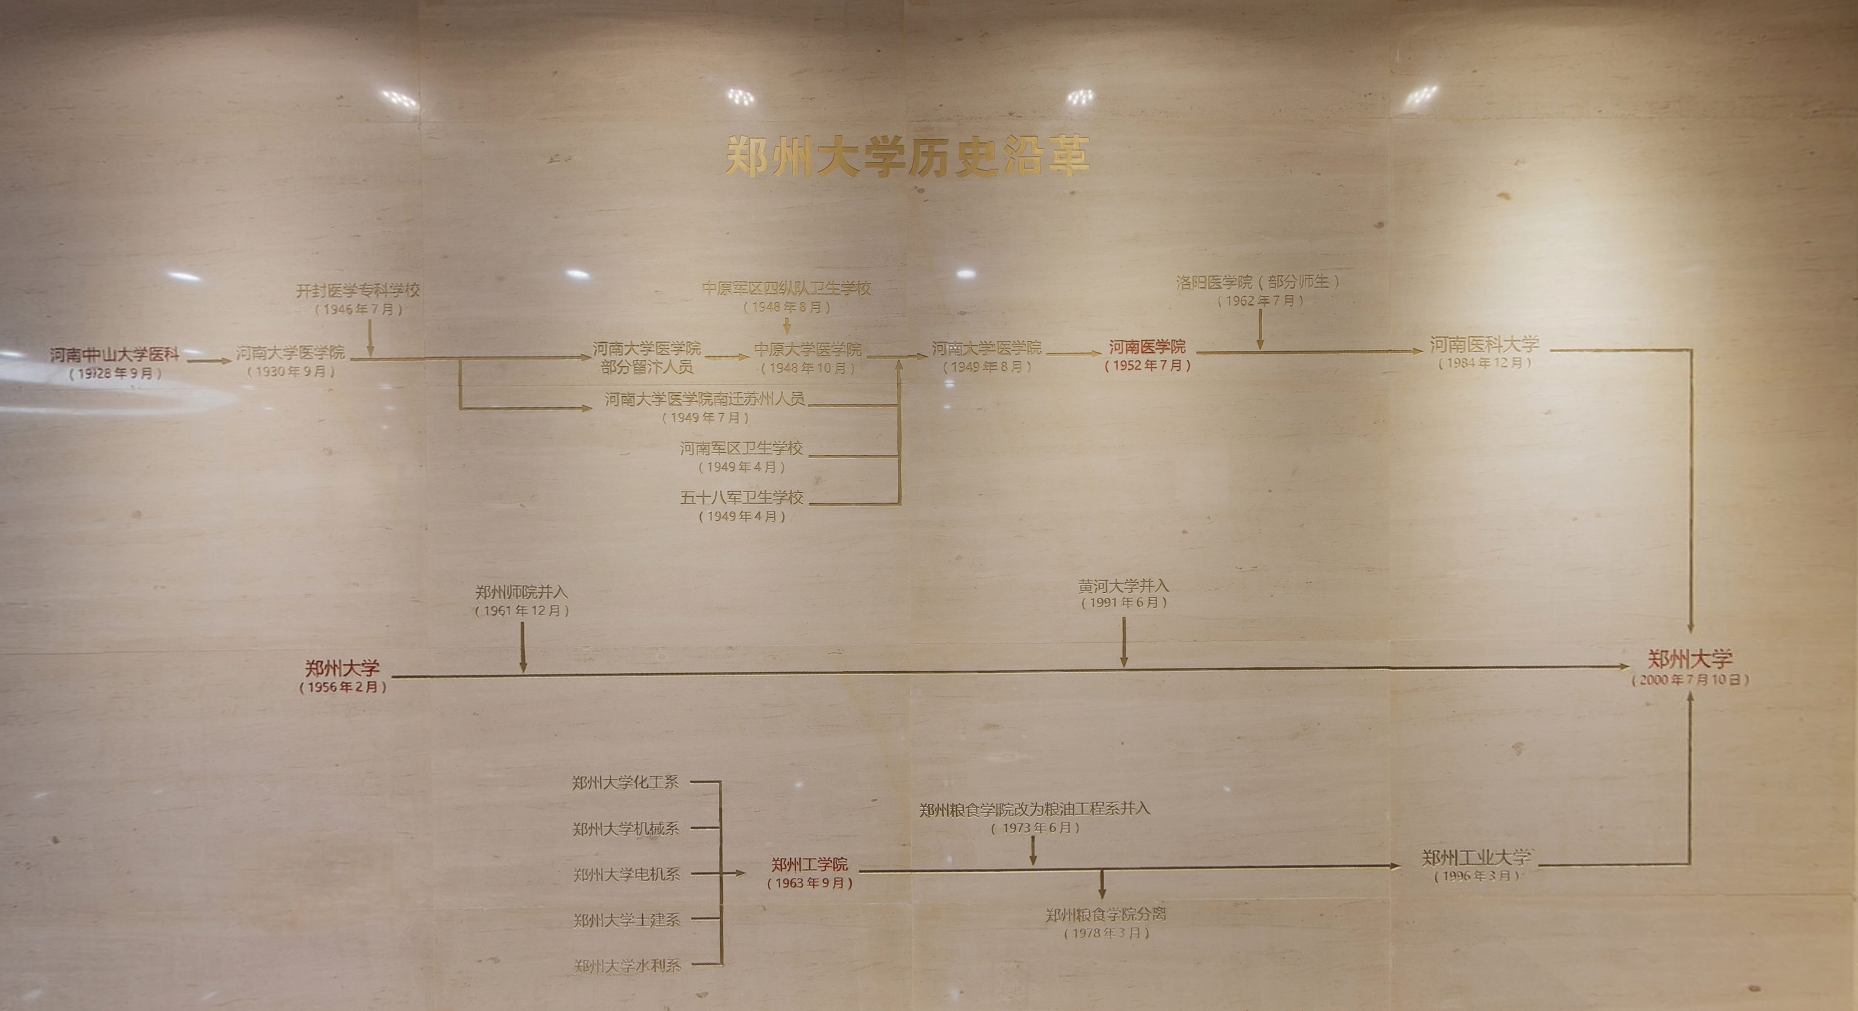 郑州大学历史沿革
开封医学专科学校
（1946年7月）
中原军区四纵队卫生学校
（1948年8月）
洛阳医学院（部分师生）
（1962年7月）
河南中山大学医科
（1928年9月）
河南大学医学院
（1930年9月）
河南大学医学院
部分留汴人员
中原大学医学院
（1948年10月）
河南大学医学院
（1949年8月）
河南医学院
（1952年7月）
河南医科大学
（1984年12月）
河南大学医学院南迁苏州人员
（1949年7月）
河南军区卫生学校
（1949年4月）
五十八军卫生学校
（1949年4月）
郑州师院并入
（1961年12月）
黄河大学并入
（1991年6月）
郑州大学
（1956年2月）
郑州大学
（2000年7月10日）
郑州大学化工系
郑州大学机械系
郑州大学电机系
郑州大学土建系
郑州大学水利系
郑州工学院
（1963年9月）
郑州粮食学院改为粮油工程系并入
（1973年6月）
郑州粮食学院分离
（1978年3月）
郑州工业大学
（1996年3月）